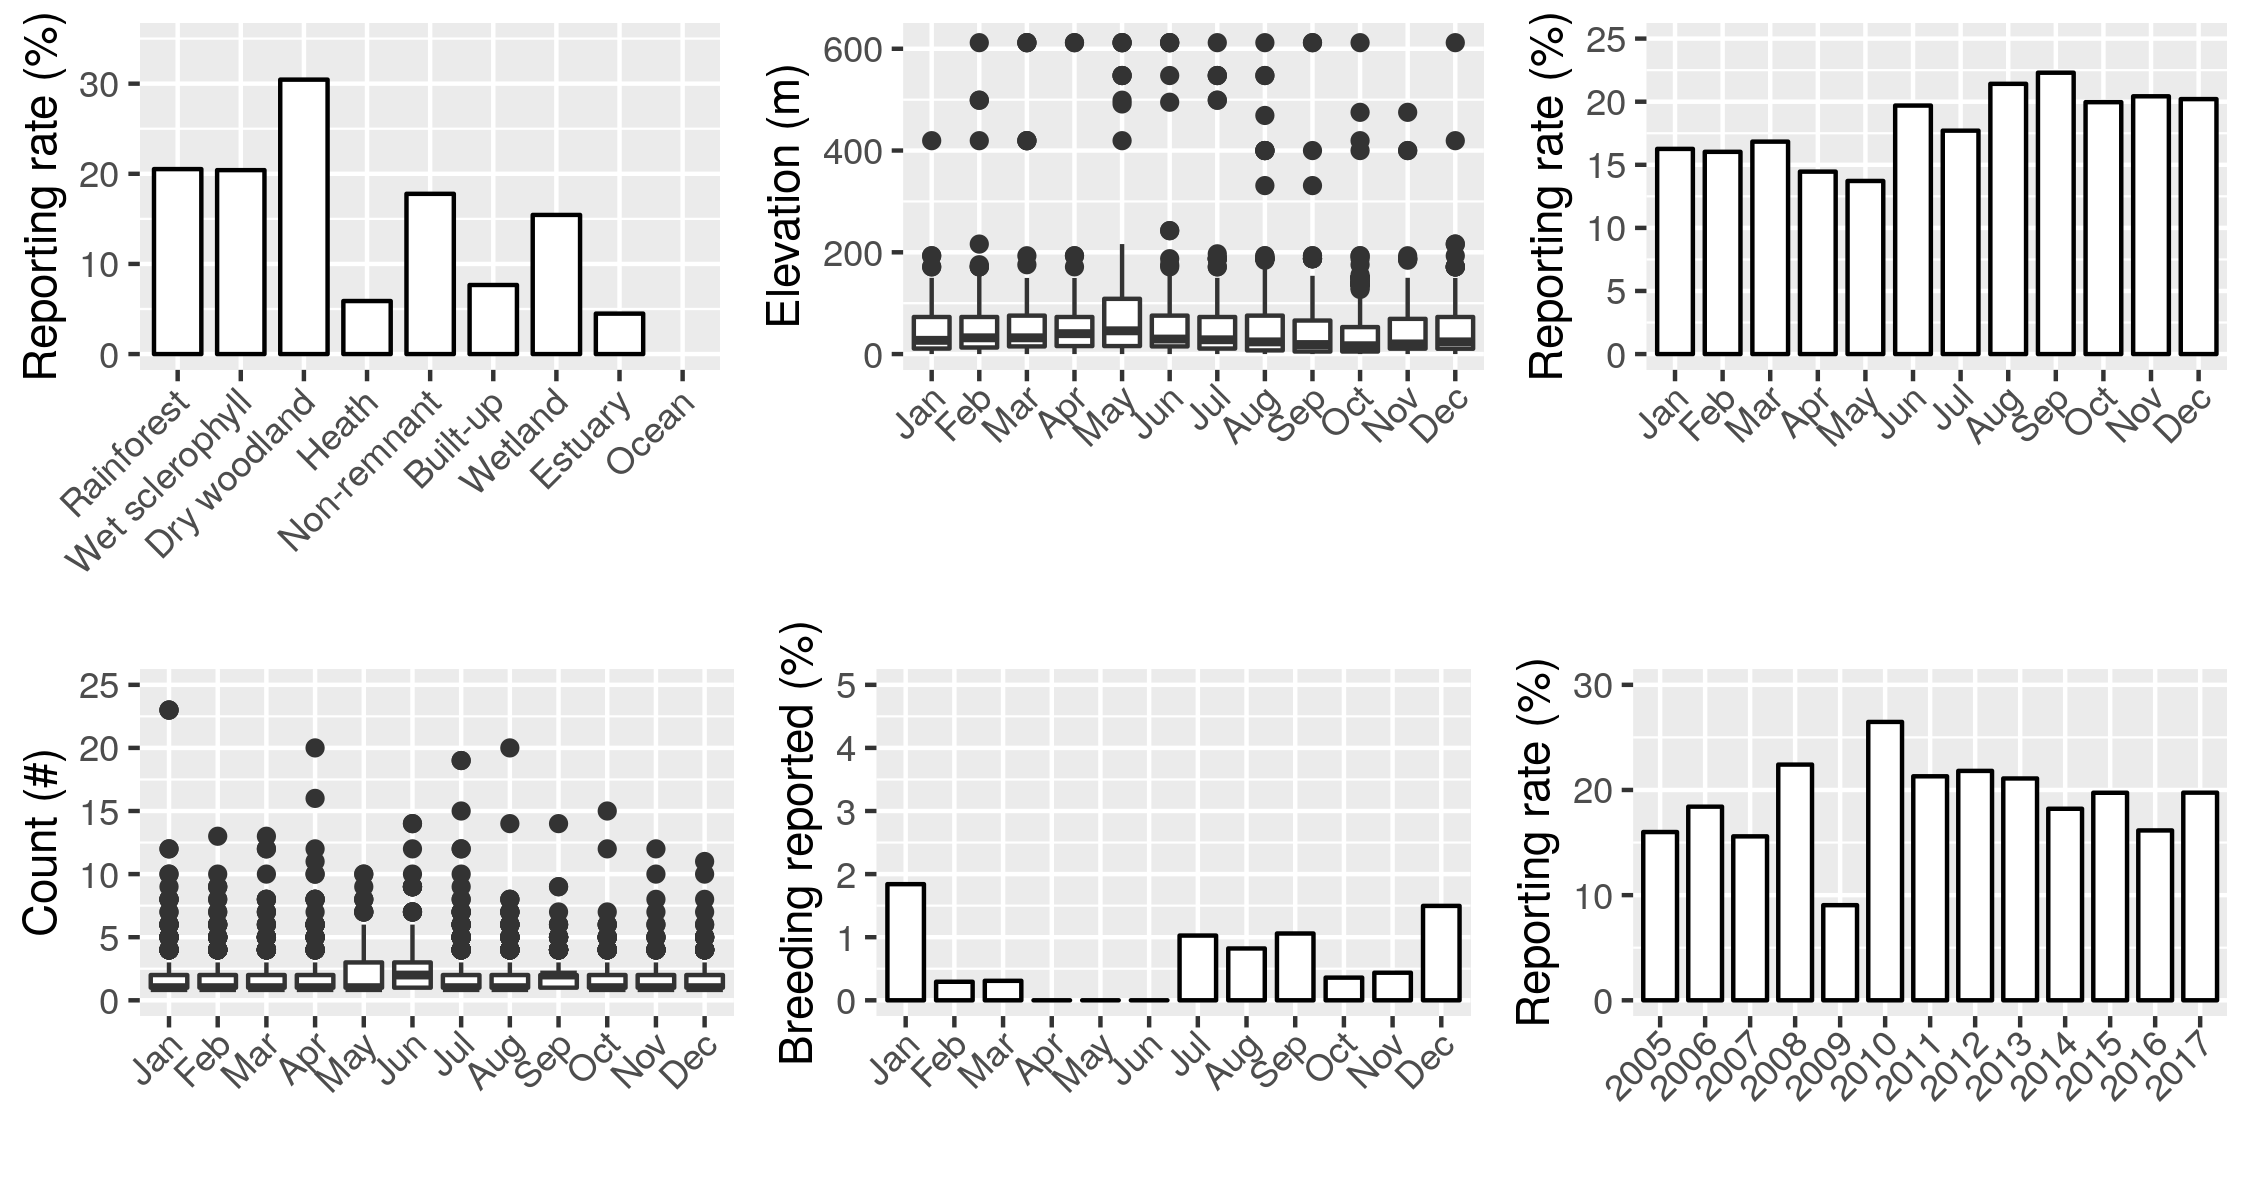 Reporting rate (%)
30
20
10
0
Rainforest
Wet sclerophyll
Dry woodland
Heath
Non-remnant
Built-up
Wetland
Estuary
Ocean
Elevation (m)
600
400
200
0
Jan
Feb
Mar
Apr
May
Jun
Jul
Aug
Sep
Oct
Nov
Dec
Reporting rate (%)
25
20
15
10
5
0
Jan
Feb
Mar
Apr
May
Jun
Jul
Aug
Sep
Oct
Nov
Dec
Count (#)
25
20
15
10
5
0
Jan
Feb
Mar
Apr
May
Jun
Jul
Aug
Sep
Oct
Nov
Dec
Breeding reported (%)
5
4
3
2
1
0
Jan
Feb
Mar
Apr
May
Jun
Jul
Aug
Sep
Oct
Nov
Dec
Reporting rate (%)
30
20
10
0
2005
2006
2007
2008
2009
2010
2011
2012
2013
2014
2015
2016
2017